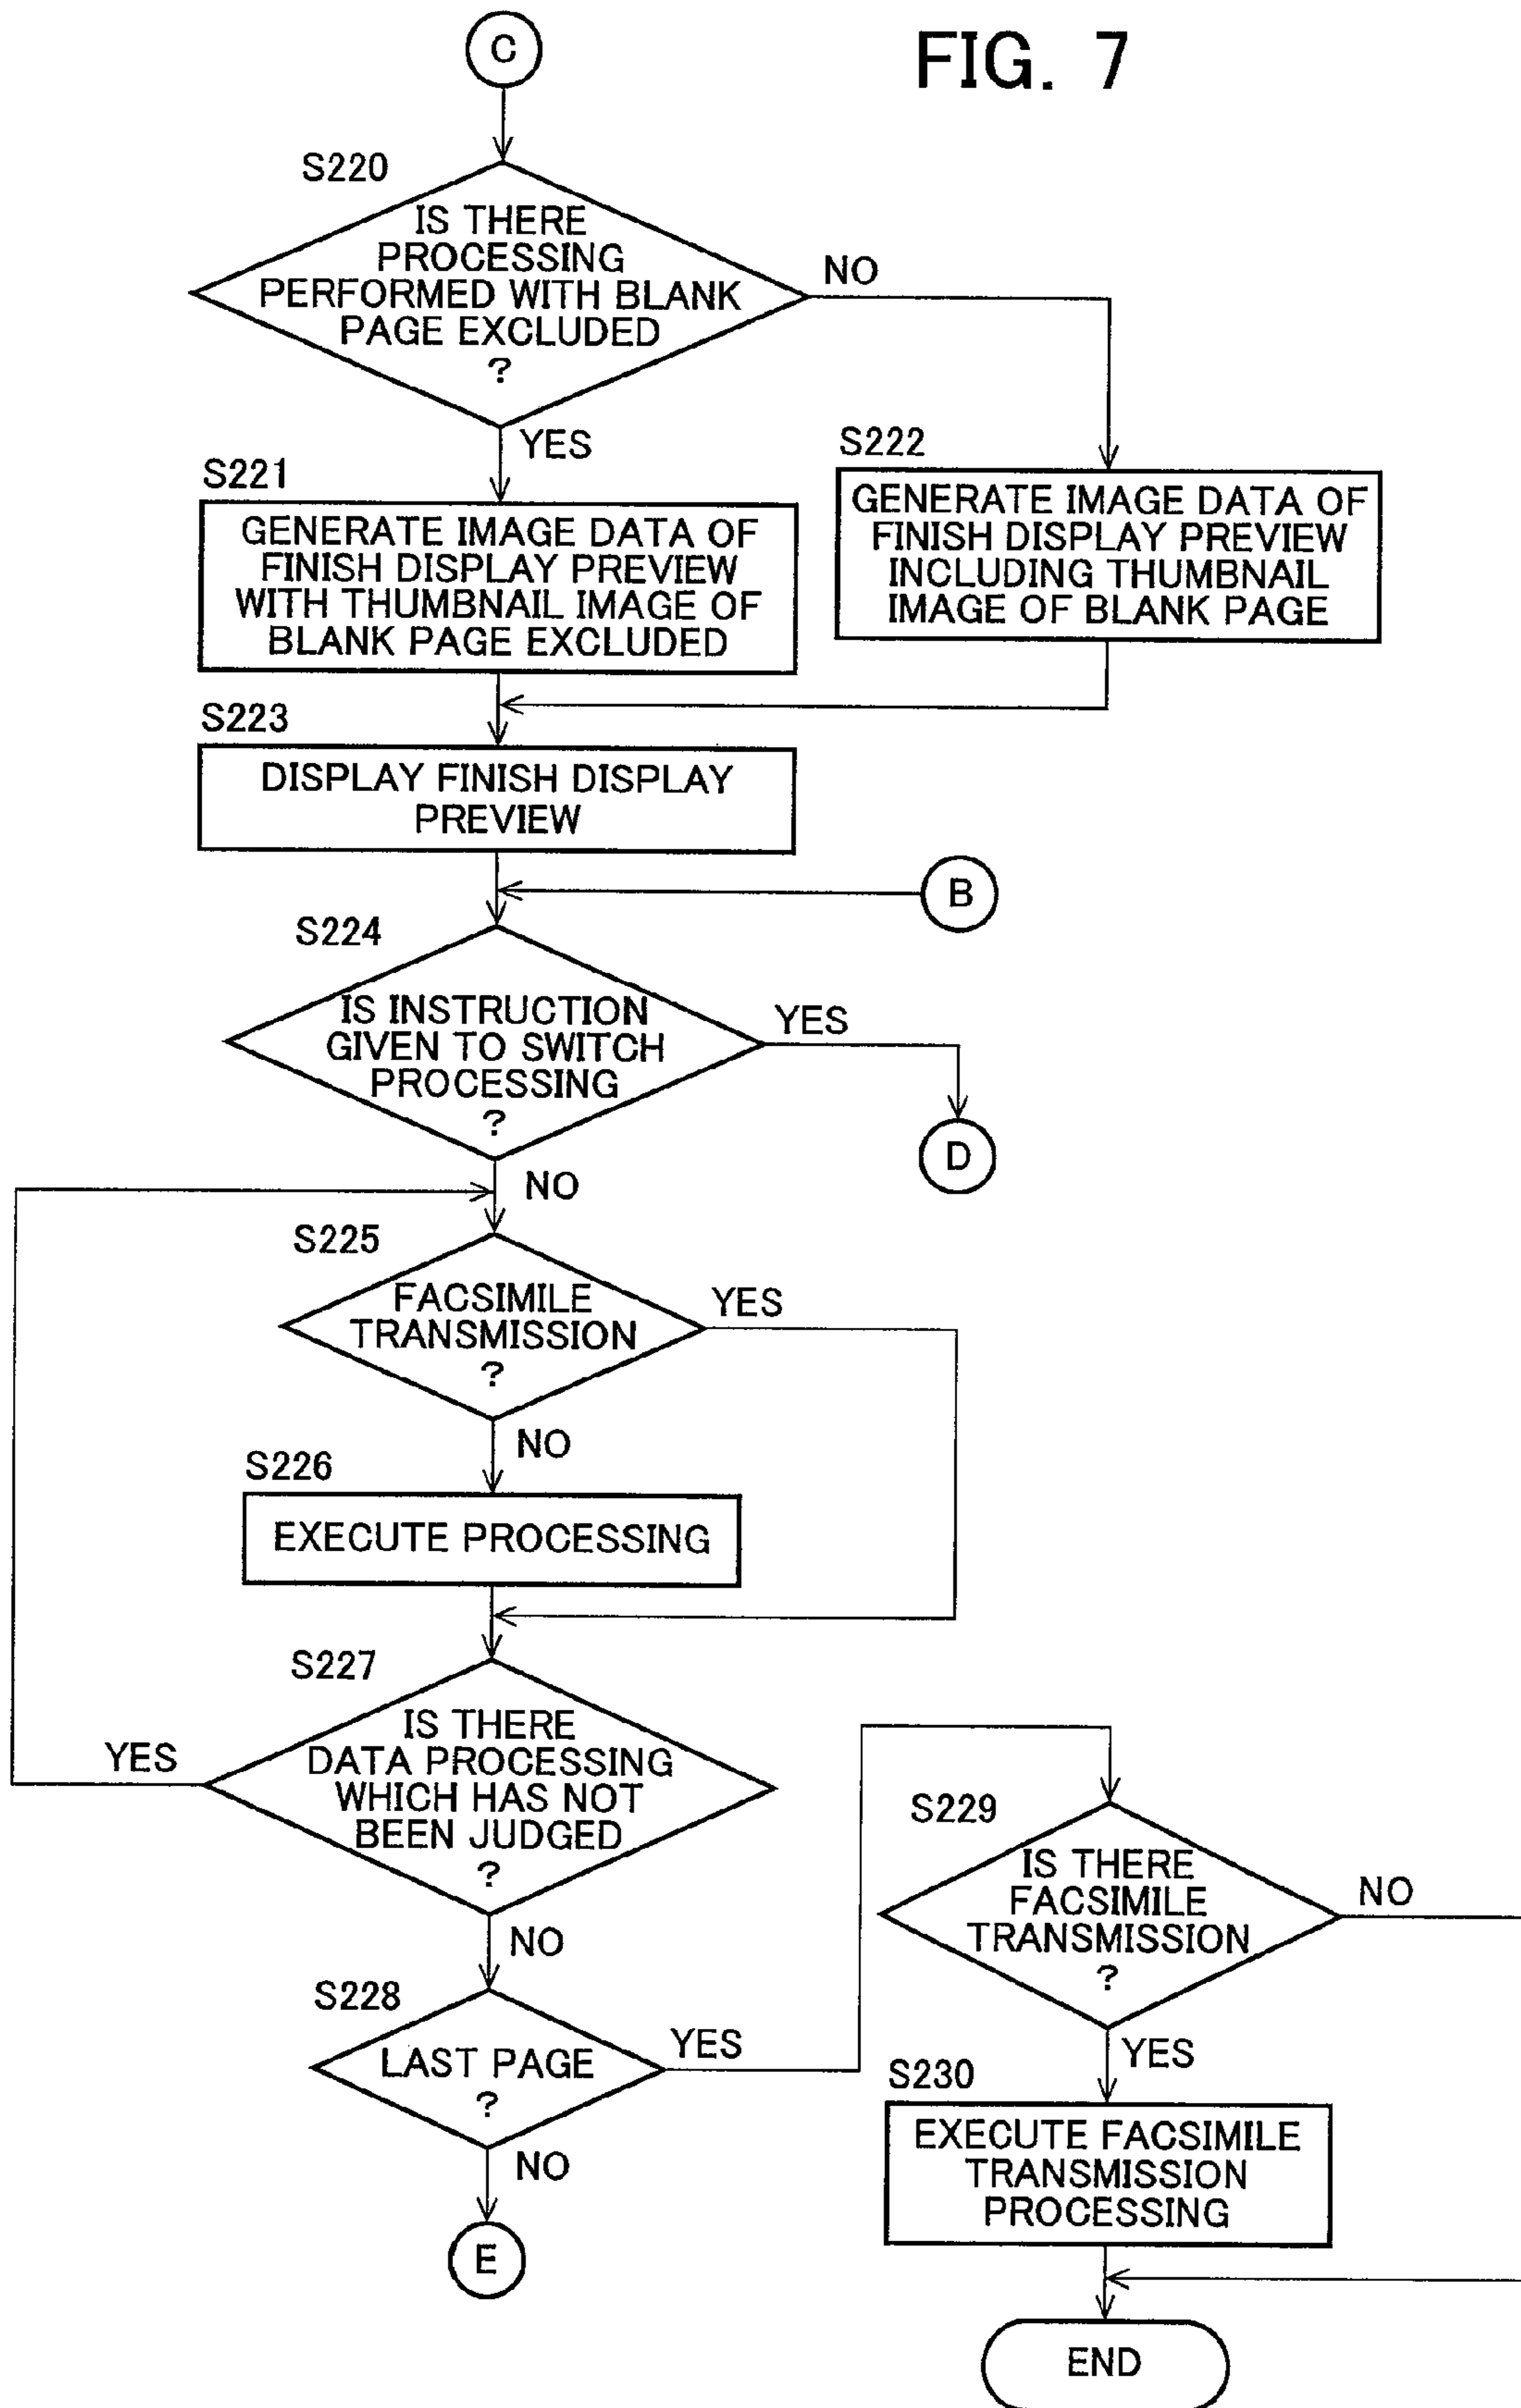 FIG. 7
C
S220
IS THERE
PROCESSING
PERFORMED WITH BLANK
PAGE EXCLUDED
?
NO
YES
S221
GENERATE IMAGE DATA OF
FINISH DISPLAY PREVIEW
WITH THUMBNAIL IMAGE OF
BLANK PAGE EXCLUDED
S222
GENERATE IMAGE DATA OF
FINISH DISPLAY PREVIEW
INCLUDING THUMBNAIL
IMAGE OF BLANK PAGE
S223
DISPLAY FINISH DISPLAY
PREVIEW
B
S224
IS INSTRUCTION
GIVEN TO SWITCH
PROCESSING
?
YES
D
NO
S225
FACSIMILE
TRANSMISSION
?
YES
NO
S226
EXECUTE PROCESSING
S227
IS THERE
DATA PROCESSING
WHICH HAS NOT
BEEN JUDGED
?
YES
NO
S228
LAST PAGE
?
YES
NO
E
S229
IS THERE
FACSIMILE
TRANSMISSION
?
NO
YES
S230
EXECUTE FACSIMILE
TRANSMISSION
PROCESSING
END